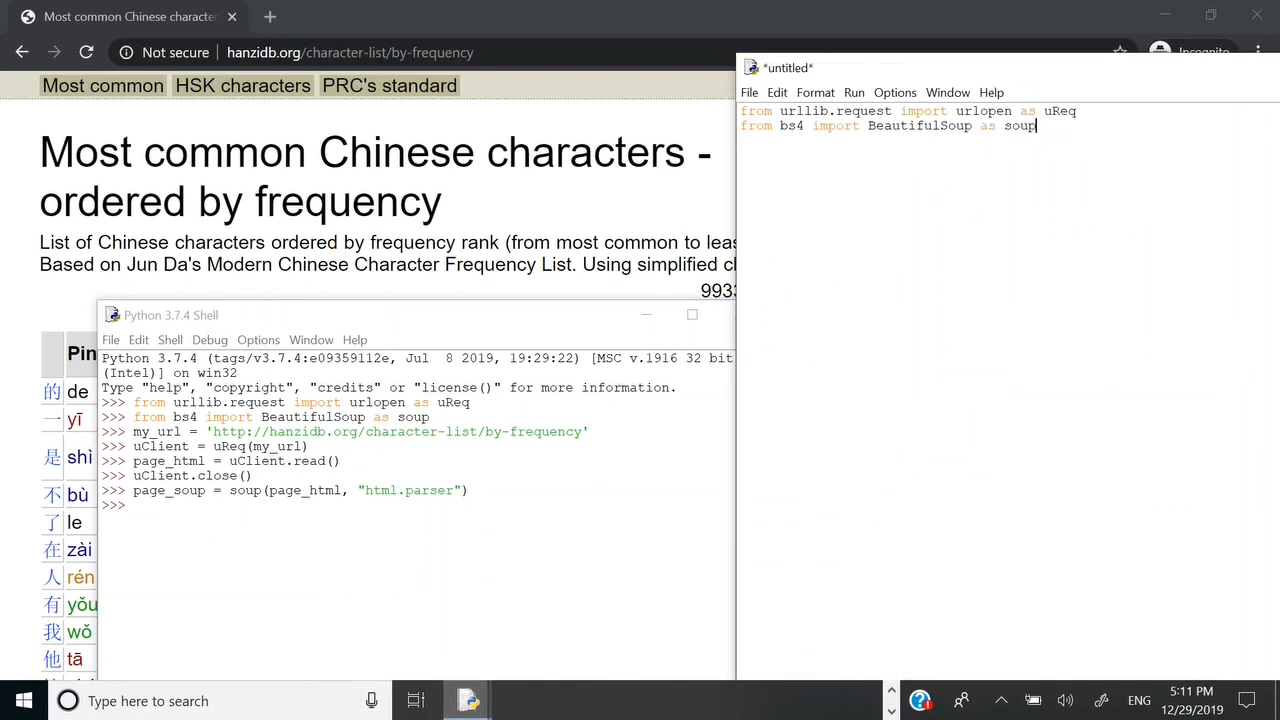 Most common Chinese character
Not secure
hanzidb.org/character-list/by-frequency
Incognito
Most common HSK characters PRC's standard
Most common Chinese characters -
ordered by frequency
List of Chinese characters ordered by frequency rank (from most common to leas
Based on Jun Da's Modern Chinese Character Frequency List. Using simplified c
9933
Pin
的 de
一 yī
是 shì
不 bù
了 le
在 zài
人 rén
有 yǒu
我 wǒ
他 tā
Python 3.7.4 Shell
File Edit Shell Debug Options Window Help
Python 3.7.4 (tags/v3.7.4:e09359112e, Jul 8 2019, 19:29:22) [MSC v.1916 32 bit
(Intel)] on win32
Type "help", "copyright", "credits" or "license()" for more information.
>>> from urllib.request import urlopen as uReq
>>> from bs4 import BeautifulSoup as soup
>>> my_url = 'http://hanzidb.org/character-list/by-frequency'
>>> uClient = uReq(my_url)
>>> page_html = uClient.read()
>>> uClient.close()
>>> page_soup = soup(page_html, "html.parser")
>>>
*untitled*
File Edit Format Run Options Window Help
from urllib.request import urlopen as uReq
from bs4 import BeautifulSoup as soup
Type here to search
ENG
5:11 PM
12/29/2019